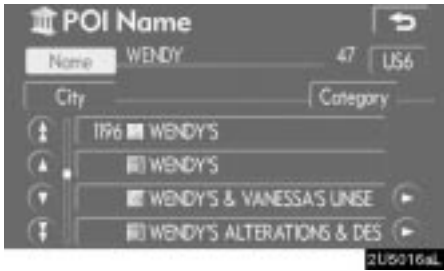 POI Name
Name WENDY 47 US6
City Category
1196 WENDY'S
WENDY'S
WENDY'S & VANESSA'S UNISE
WENDY'S ALTERATIONS & DES
2U5016aL